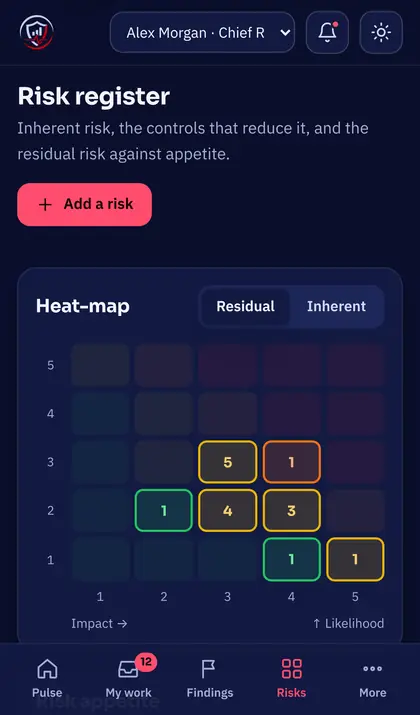 Alex Morgan · Chief R
Risk register
Inherent risk, the controls that reduce it, and the
residual risk against appetite.
+ Add a risk
Heat-map
Residual Inherent
5
4
3 5 1
2 1 4 3
1 1 1
1 2 3 4 5
Impact → ↑ Likelihood
12
Pulse My work Findings Risks More
Risk appetite